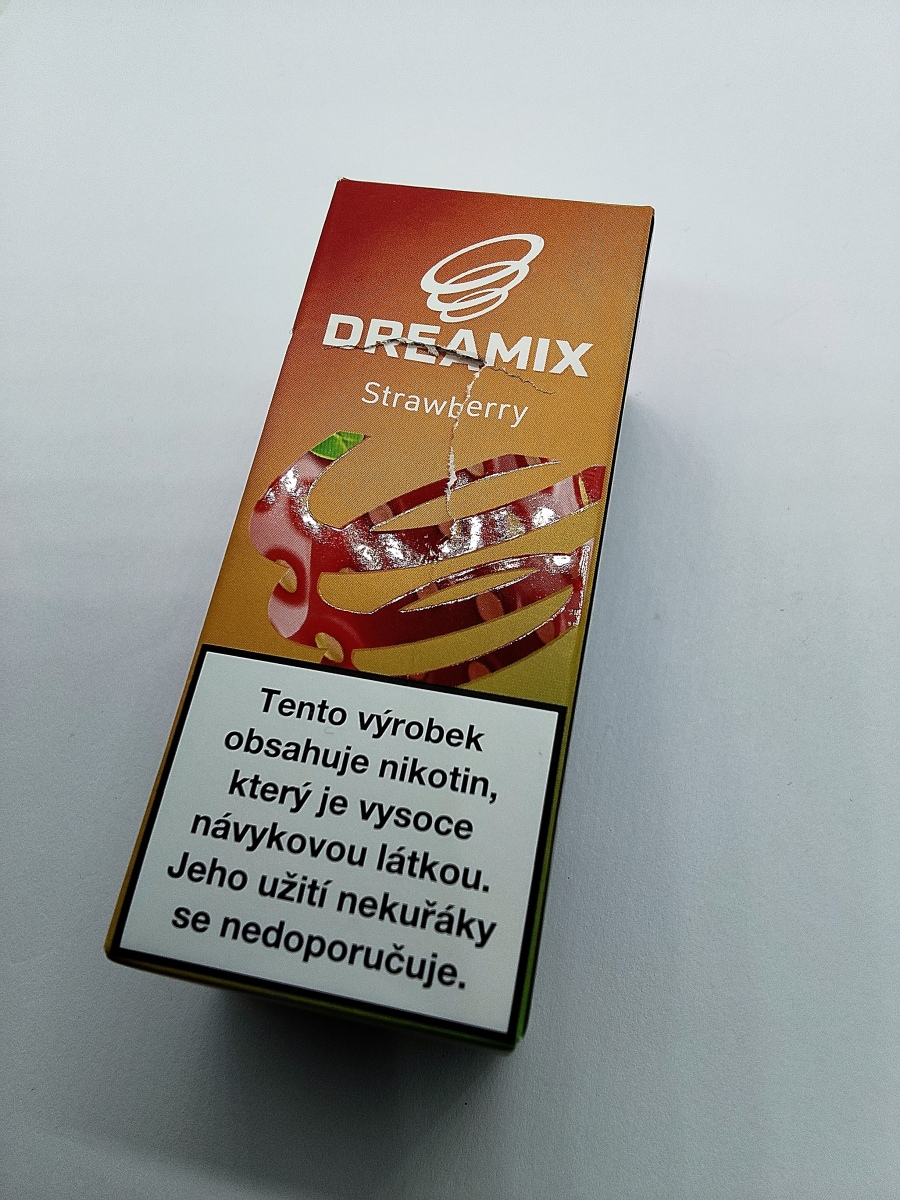 DREAMIX
Strawberry
Tento výrobek
obsahuje nikotin,
který je vysoce
návykovou látkou.
Jeho užití nekuřáky
se nedoporučuje.